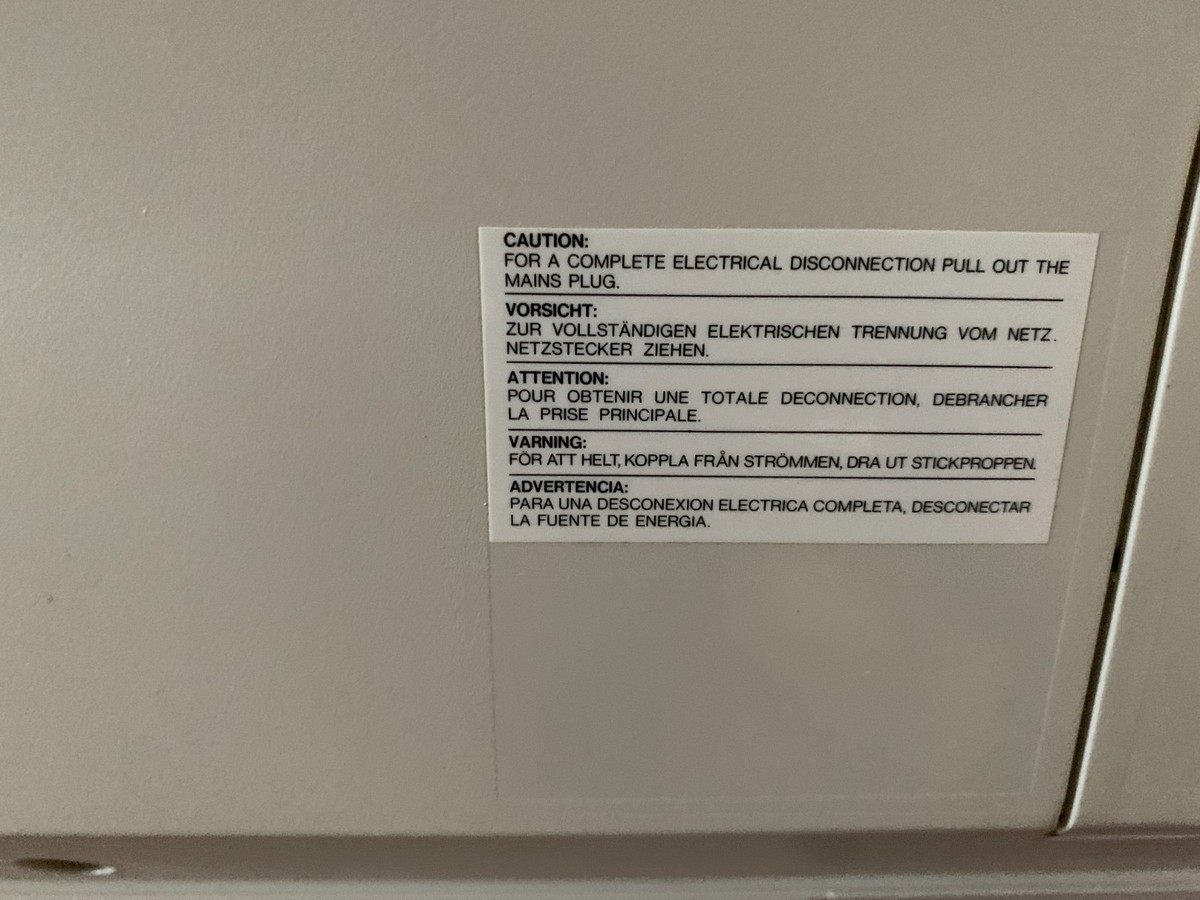 CAUTION:
FOR A COMPLETE ELECTRICAL DISCONNECTION PULL OUT THE
MAINS PLUG.
VORSICHT:
ZUR VOLLSTÄNDIGEN ELEKTRISCHEN TRENNUNG VOM NETZ.
NETZSTECKER ZIEHEN.
ATTENTION:
POUR OBTENIR UNE TOTALE DECONNECTION, DEBRANCHER
LA PRISE PRINCIPALE.
VARNING:
FÖR ATT HELT, KOPPLA FRÅN STRÖMMEN, DRA UT STICKPROPPEN.
ADVERTENCIA:
PARA UNA DESCONEXION ELECTRICA COMPLETA, DESCONECTAR
LA FUENTE DE ENERGIA.